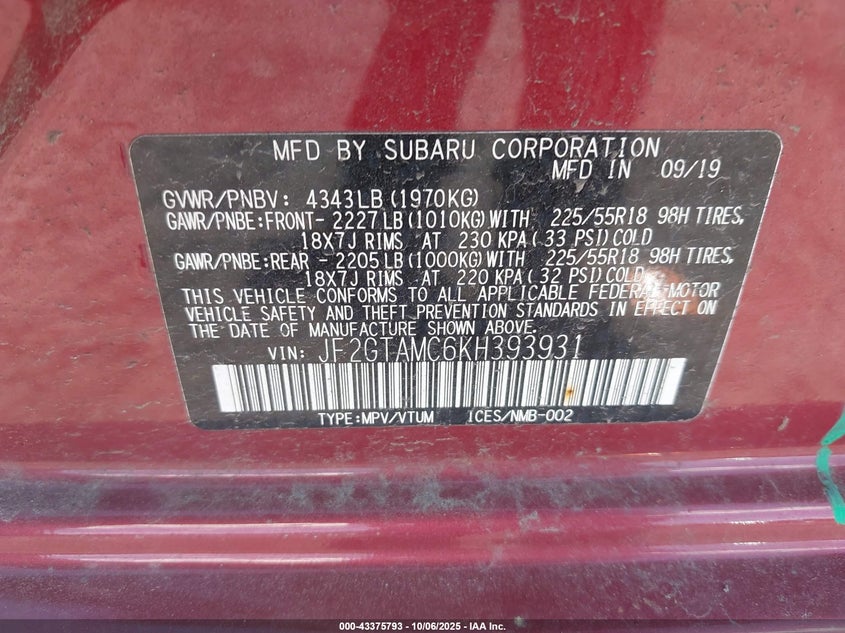 MFD BY SUBARU CORPORATION
MFD IN 09/19
GVWR/PNBV: 4343LB (1970KG)
GAWR/PNBE:FRONT- 2227LB (1010KG) WITH 225/55R18 98H TIRES,
18X7J RIMS AT 230 KPA ( 33 PSI) COLD
GAWR/PNBE:REAR - 2205LB (1000KG) WITH 225/55R18 98H TIRES,
18X7J RIMS AT 220 KPA ( 32 PSI) COLD
THIS VEHICLE CONFORMS TO ALL APPLICABLE FEDERAL MOTOR
VEHICLE SAFETY AND THEFT PREVENTION STANDARDS IN EFFECT ON
THE DATE OF MANUFACTURE SHOWN ABOVE.
VIN: JF2GTAMC6KH393931
TYPE:MPV/VTUM ICES/NMB-002
000-43375793 - 10/06/2025 - IAA Inc.